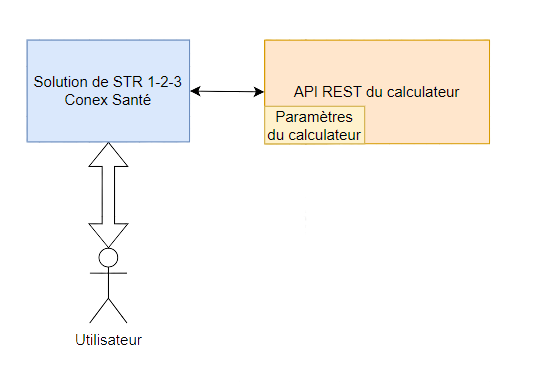 Solution de STR 1-2-3
Conex Santé
API REST du calculateur
Paramètres
du calculateur
Utilisateur